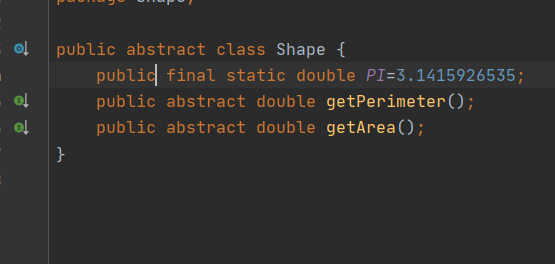 public abstract class Shape {
public final static double PI=3.1415926535;
public abstract double getPerimeter();
public abstract double getArea();
}